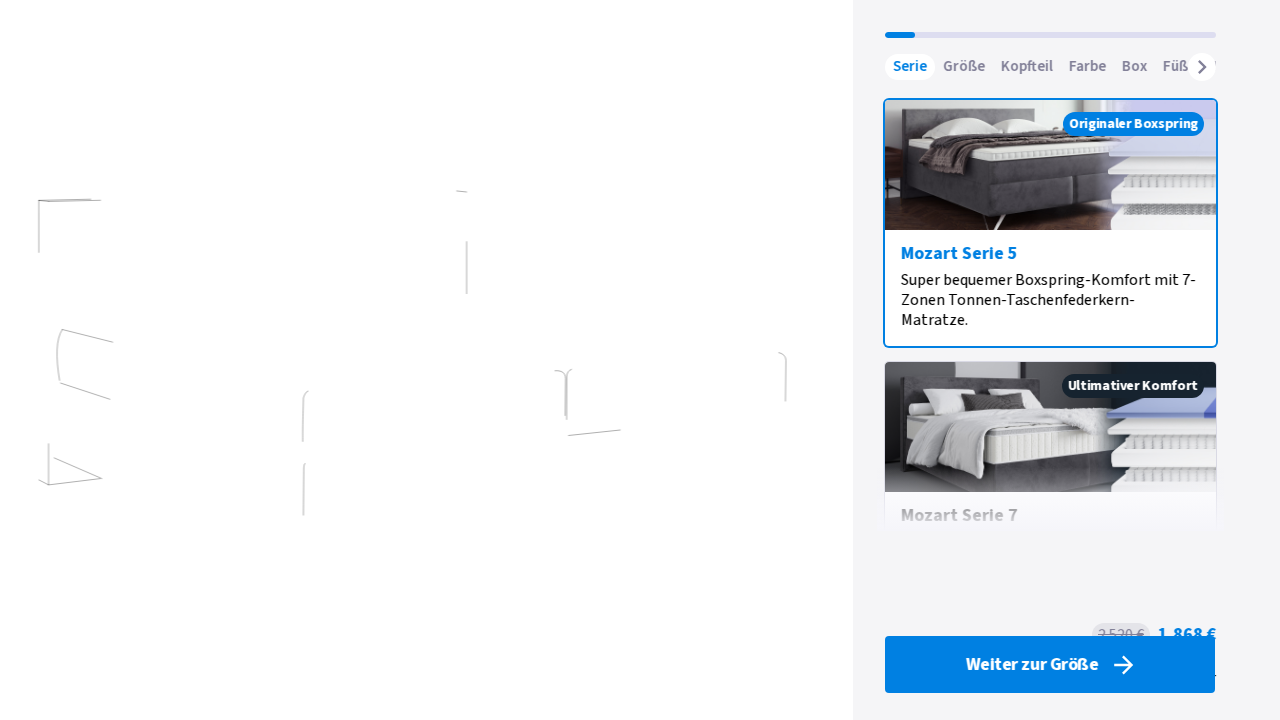 Serie Größe Kopfteil Farbe Box Füß
Originaler Boxspring
Mozart Serie 5
Super bequemer Boxspring-Komfort mit 7-
Zonen Tonnen-Taschenfederkern-
Matratze.
Ultimativer Komfort
Mozart Serie 7
2.520 € 1.868 €
Weiter zur Größe